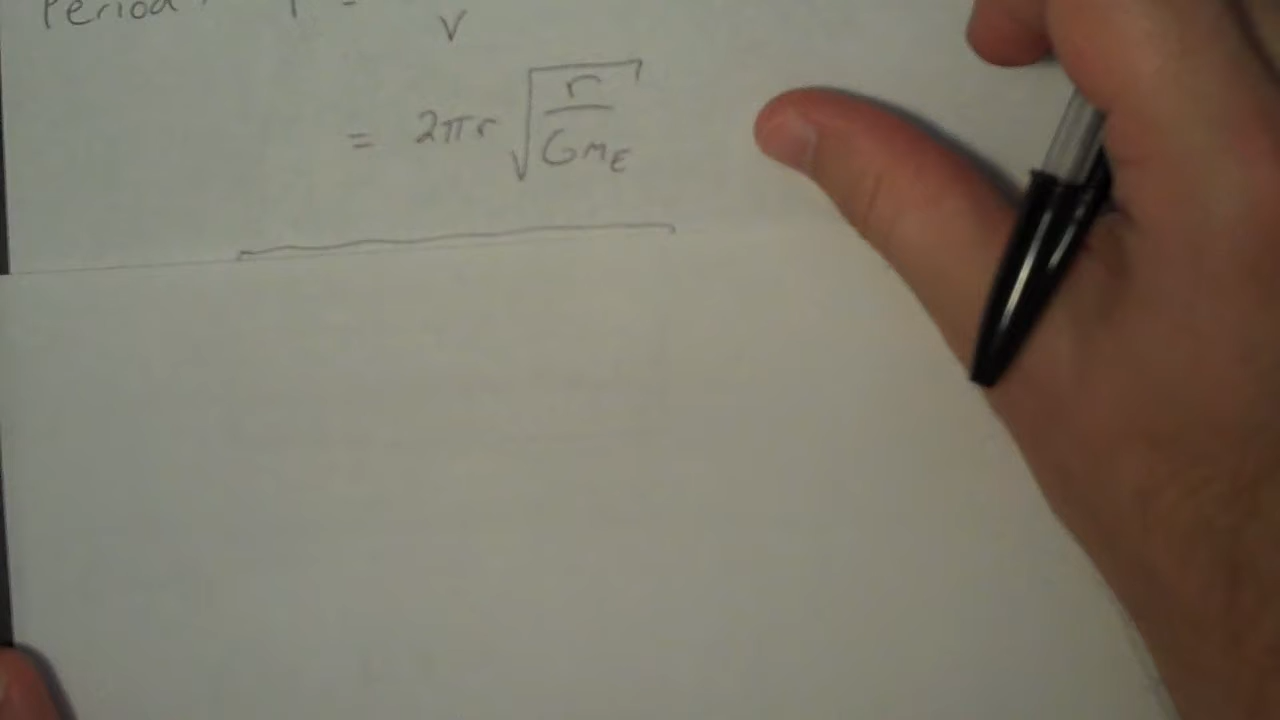 Period
V
= 2πr √(r/(Gm_E))